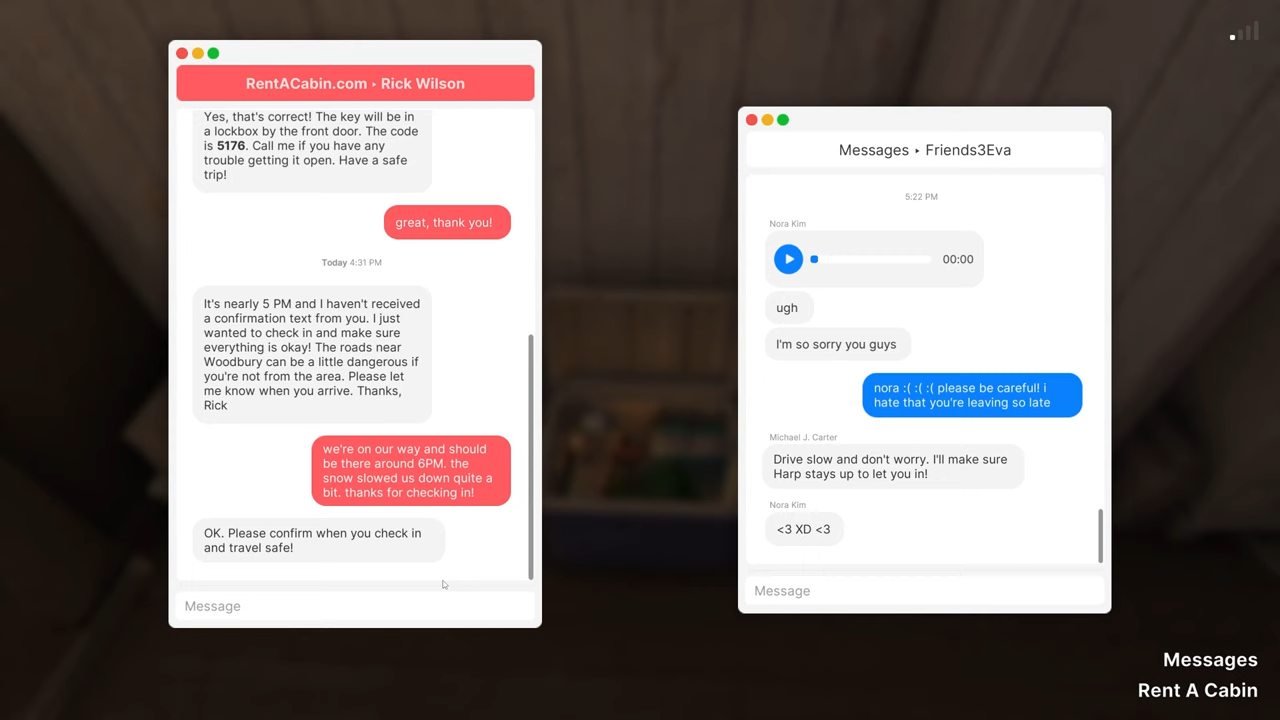 RentACabin.com ‣ Rick Wilson
Yes, that's correct! The key will be in
a lockbox by the front door. The code
is 5176. Call me if you have any
trouble getting it open. Have a safe
trip!
great, thank you!
Today 4:31 PM
It's nearly 5 PM and I haven't received
a confirmation text from you. I just
wanted to check in and make sure
everything is okay! The roads near
Woodbury can be a little dangerous if
you're not from the area. Please let
me know when you arrive. Thanks,
Rick
we're on our way and should
be there around 6PM. the
snow slowed us down quite a
bit. thanks for checking in!
OK. Please confirm when you check in
and travel safe!
Message
Messages ‣ Friends3Eva
5:22 PM
Nora Kim
00:00
ugh
I'm so sorry you guys
nora :( :( :( please be careful! i
hate that you're leaving so late
Michael J. Carter
Drive slow and don't worry. I'll make sure
Harp stays up to let you in!
Nora Kim
<3 XD <3
Message
Messages
Rent A Cabin